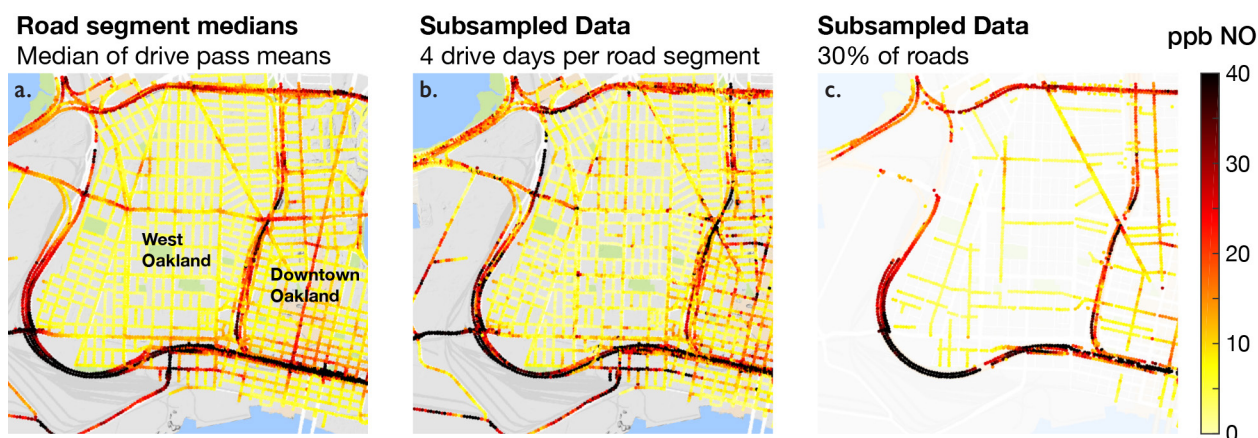 Road segment medians
Median of drive pass means
Subsampled Data
4 drive days per road segment
Subsampled Data
30% of roads
ppb NO
a.
b.
c.
West
Oakland
Downtown
Oakland
40
30
20
10
0